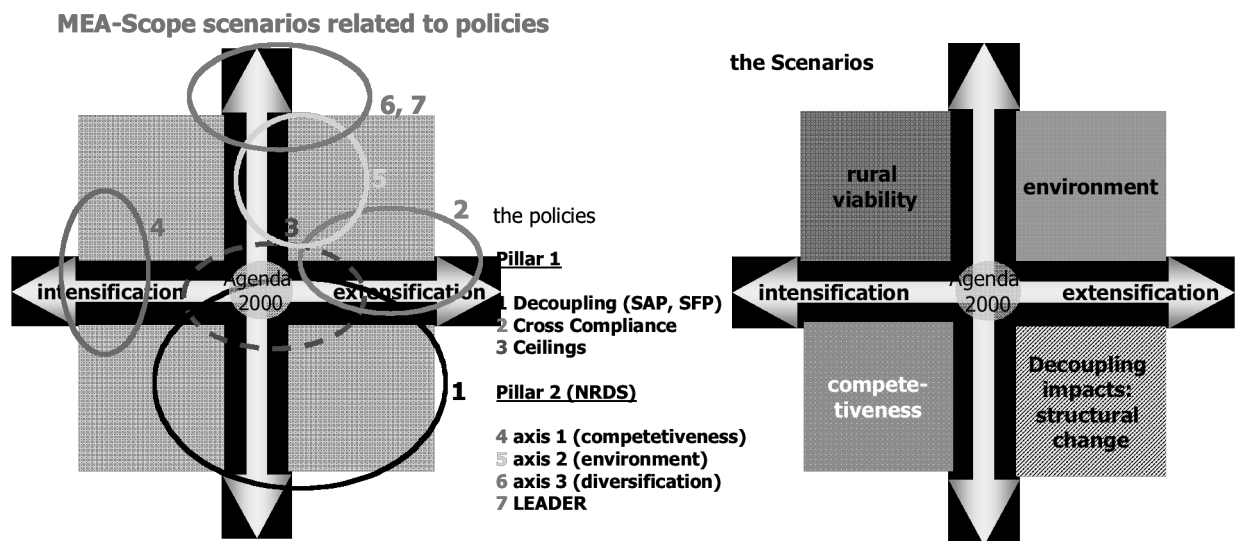 MEA-Scope scenarios related to policies
6, 7
5
4
2
3
intensification
Agenda
2000
extensification
1
the policies
Pillar 1
1 Decoupling (SAP, SFP)
2 Cross Compliance
3 Ceilings
Pillar 2 (NRDS)
4 axis 1 (competetiveness)
5 axis 2 (environment)
6 axis 3 (diversification)
7 LEADER
the Scenarios
rural
viability
environment
intensification
Agenda
2000
extensification
compete-
tiveness
Decoupling
impacts:
structural
change